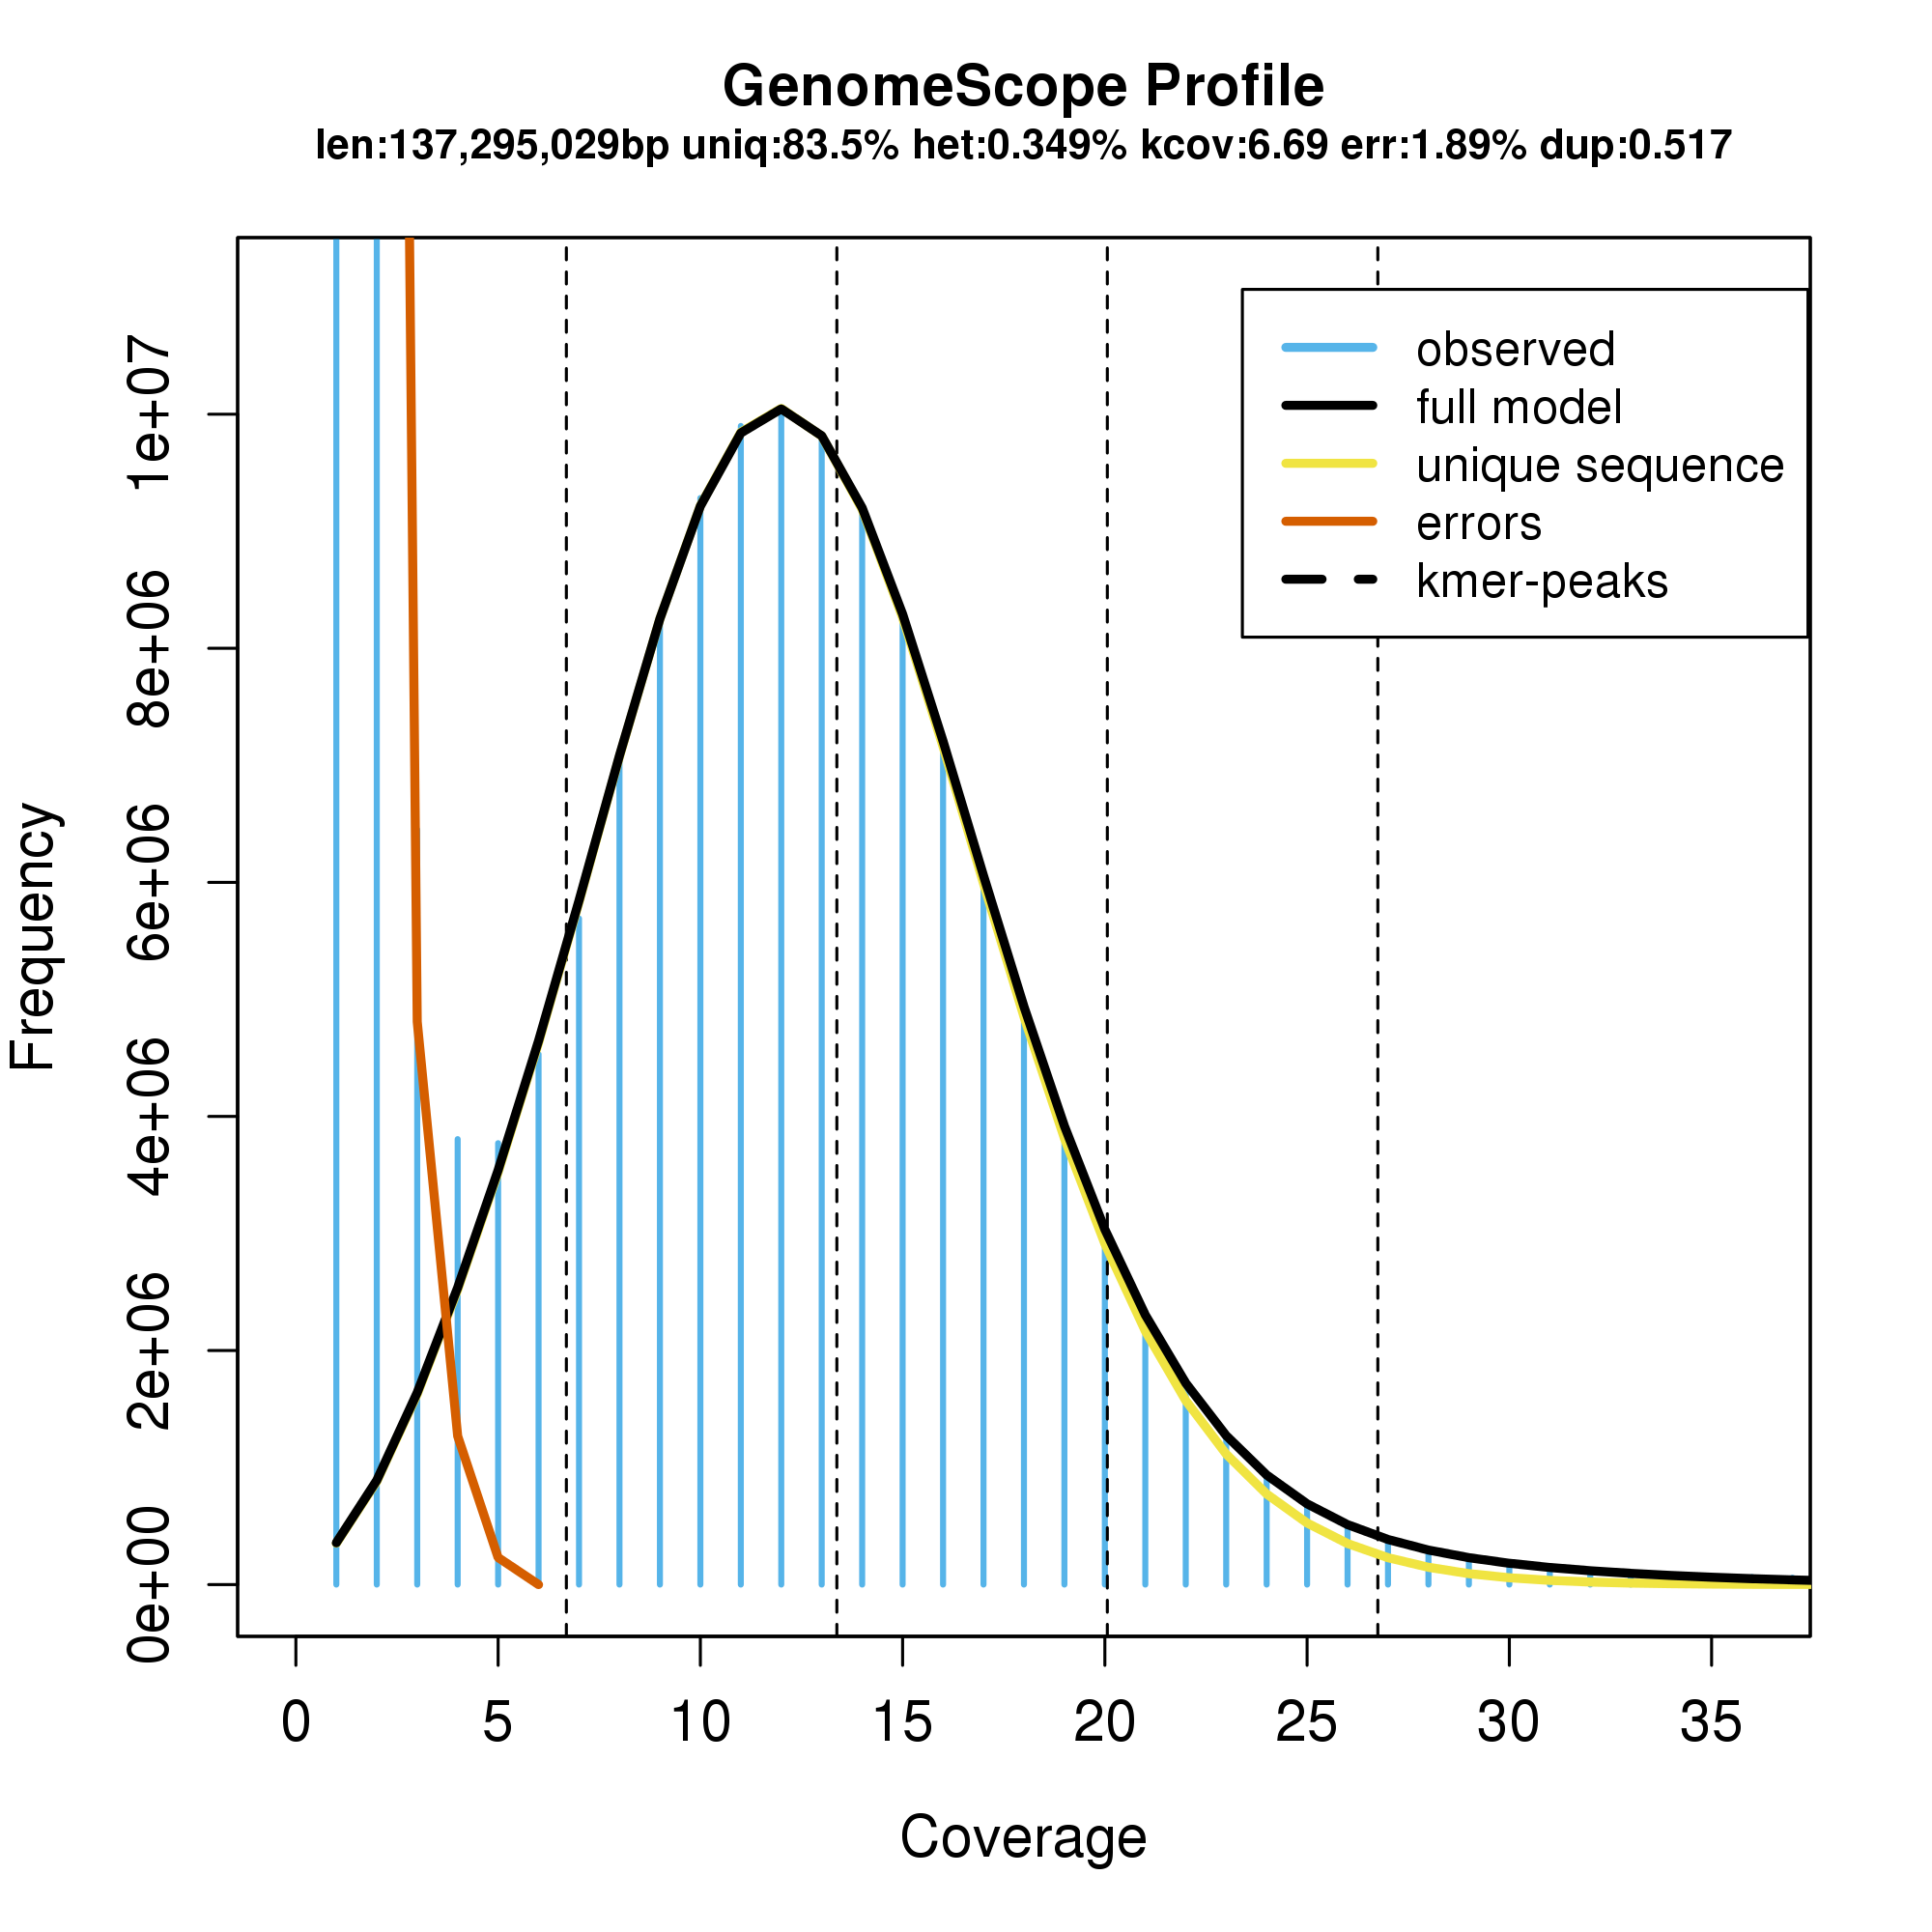 GenomeScope Profile
len:137,295,029bp uniq:83.5% het:0.349% kcov:6.69 err:1.89% dup:0.517
observed
full model
unique sequence
errors
kmer-peaks
Frequency
1e+07
8e+06
6e+06
4e+06
2e+06
0e+00
0 5 10 15 20 25 30 35
Coverage